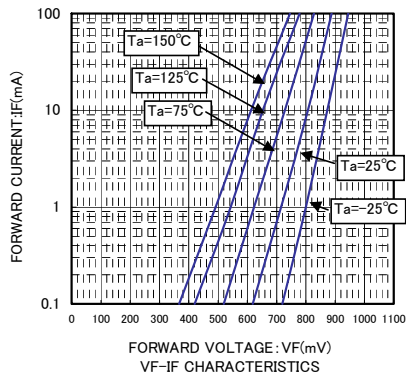 100
10
1
0.1
FORWARD CURRENT:IF(mA)
Ta=150°C
Ta=125°C
Ta=75°C
Ta=25°C
Ta=-25°C
0 100 200 300 400 500 600 700 800 900 1000 1100
FORWARD VOLTAGE:VF(mV)
VF-IF CHARACTERISTICS